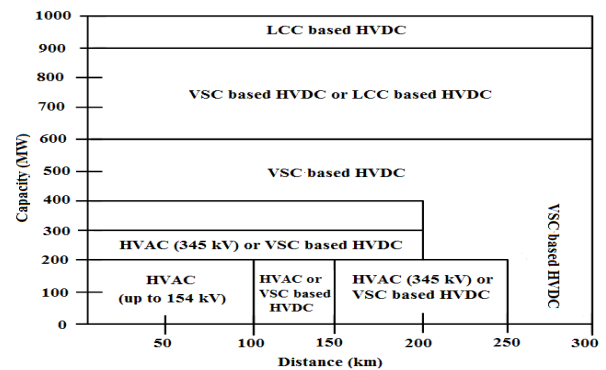 1000
LCC based HVDC
900
800
VSC based HVDC or LCC based HVDC
700
600
500
VSC based HVDC
400
300
HVAC (345 kV) or VSC based HVDC
200
HVAC
(up to 154 kV)
HVAC or
VSC based
HVDC
HVAC (345 kV) or
VSC based HVDC
VSC based HVDC
100
0
50
100
150
200
250
300
Capacity (MW)
Distance (km)